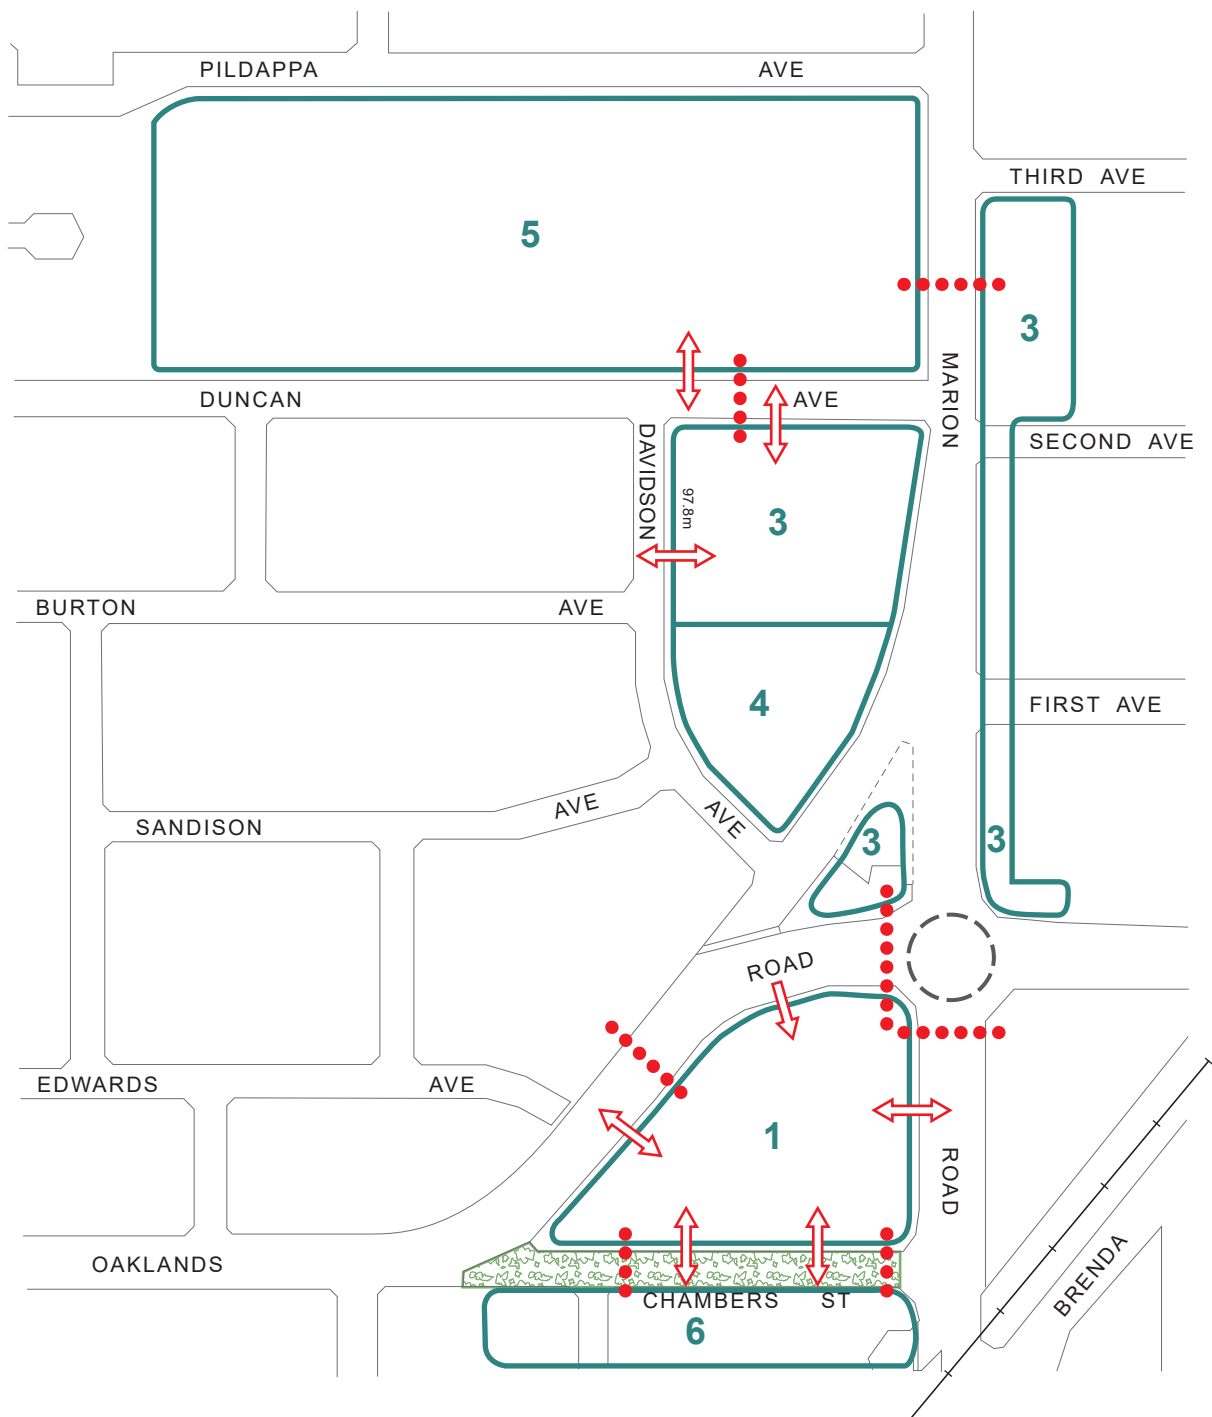 PILDAPPA AVE
THIRD AVE
5
3
MARION
DUNCAN AVE
DAVIDSON
SECOND AVE
97.8m
3
BURTON AVE
4
FIRST AVE
AVE
AVE
SANDISON
3
3
ROAD
EDWARDS AVE
1
ROAD
OAKLANDS
BRENDA
CHAMBERS ST
6